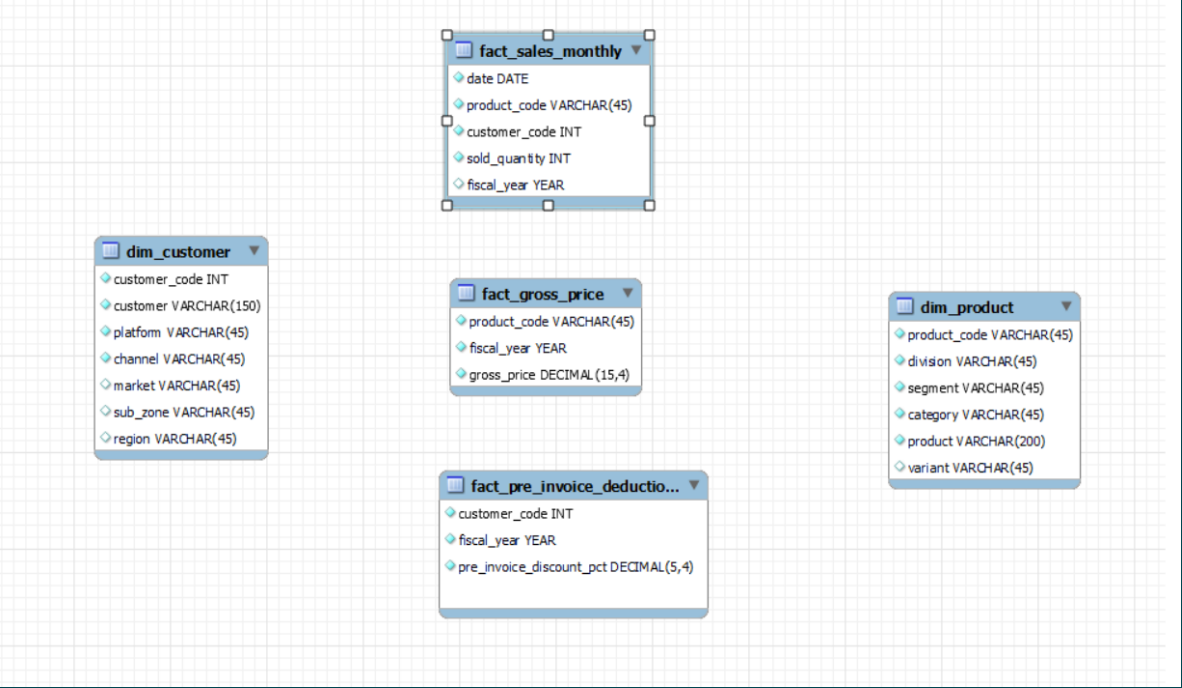 fact_sales_monthly
date DATE
product_code VARCHAR(45)
customer_code INT
sold_quantity INT
fiscal_year YEAR
dim_customer
customer_code INT
customer VARCHAR(150)
platform VARCHAR(45)
channel VARCHAR(45)
market VARCHAR(45)
sub_zone VARCHAR(45)
region VARCHAR(45)
fact_gross_price
product_code VARCHAR(45)
fiscal_year YEAR
gross_price DECIMAL(15,4)
dim_product
product_code VARCHAR(45)
division VARCHAR(45)
segment VARCHAR(45)
category VARCHAR(45)
product VARCHAR(200)
variant VARCHAR(45)
fact_pre_invoice_deductio...
customer_code INT
fiscal_year YEAR
pre_invoice_discount_pct DECIMAL(5,4)